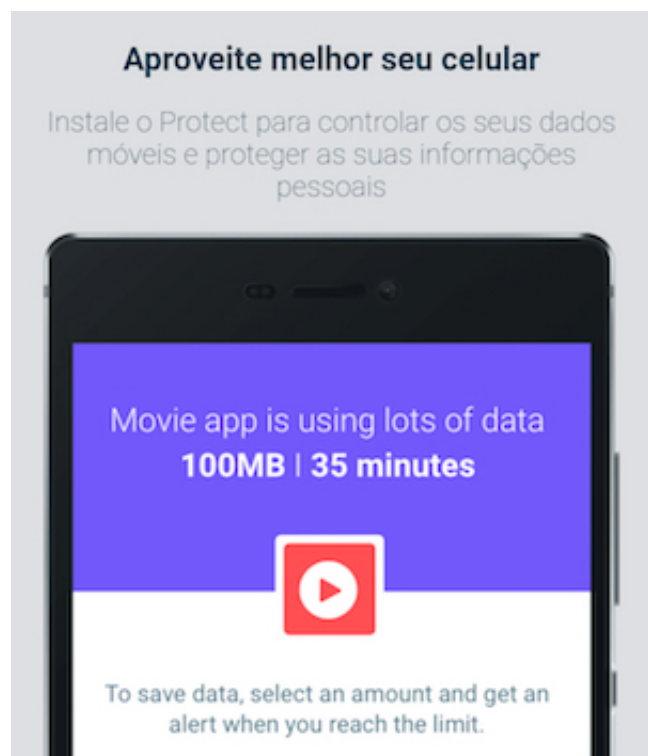 Aproveite melhor seu celular
Instale o Protect para controlar os seus dados
móveis e proteger as suas informações
pessoais
Movie app is using lots of data
100MB | 35 minutes
To save data, select an amount and get an
alert when you reach the limit.